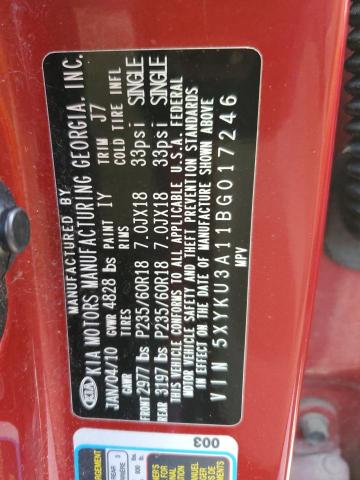 MANUFACTURED BY
KIA KIA MOTORS MANUFACTURING GEORGIA. INC.
JAN/04/10 GVWR 4828 lbs PAINT IY TRIM J7
GAWR TIRES RIMS COLD TIRE INFL
FRONT 2977 lbs P235/60R18 7.0JX18 33psi SINGLE
REAR 3197 lbs P235/60R18 7.0JX18 33psi SINGLE
THIS VEHICLE CONFORMS TO ALL APPLICABLE U.S.A. FEDERAL
MOTOR VEHICLE SAFETY AND THEFT PREVENTION STANDARDS
IN EFFECT ON THE DATE OF MANUFACTURE SHOWN ABOVE
VIN 5XYKU3A11BG017246
MPV
003